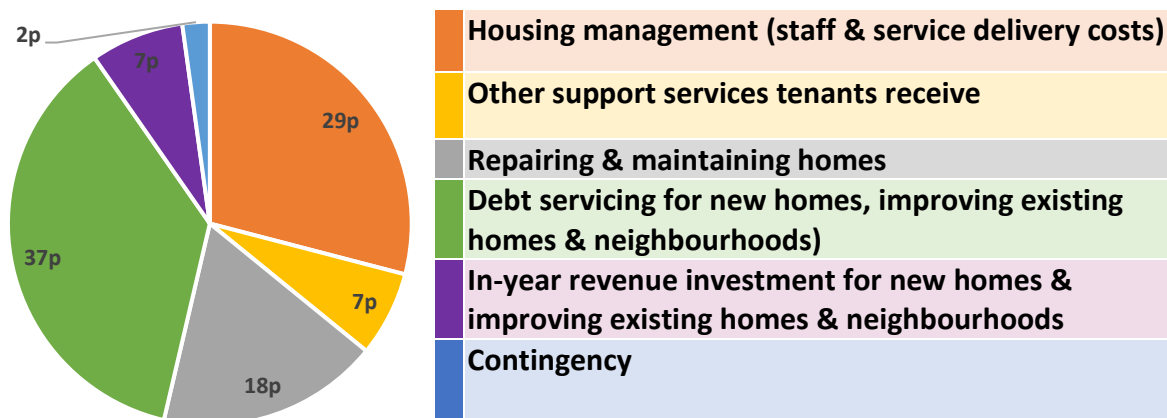 2p
7p
29p
37p
7p
18p
Housing management (staff & service delivery costs)
Other support services tenants receive
Repairing & maintaining homes
Debt servicing for new homes, improving existing
homes & neighbourhoods)
In-year revenue investment for new homes &
improving existing homes & neighbourhoods
Contingency